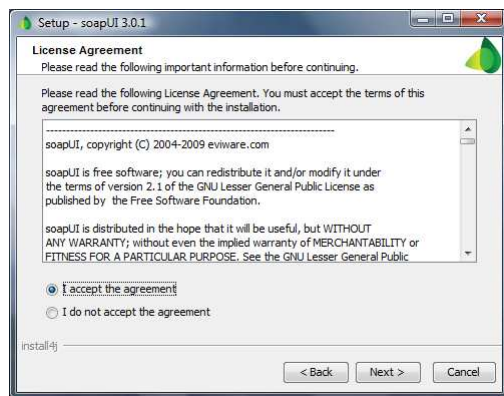 Setup - soapUI 3.0.1
License Agreement
Please read the following important information before continuing.
Please read the following License Agreement. You must accept the terms of this
agreement before continuing with the installation.
--------------------------------------------------------------------
soapUI, copyright (C) 2004-2009 eviware.com
soapUI is free software; you can redistribute it and/or modify it under
the terms of version 2.1 of the GNU Lesser General Public License as
published by the Free Software Foundation.
soapUI is distributed in the hope that it will be useful, but WITHOUT
ANY WARRANTY; without even the implied warranty of MERCHANTABILITY or
FITNESS FOR A PARTICULAR PURPOSE. See the GNU Lesser General Public
I accept the agreement
I do not accept the agreement
install4j
< Back Next > Cancel